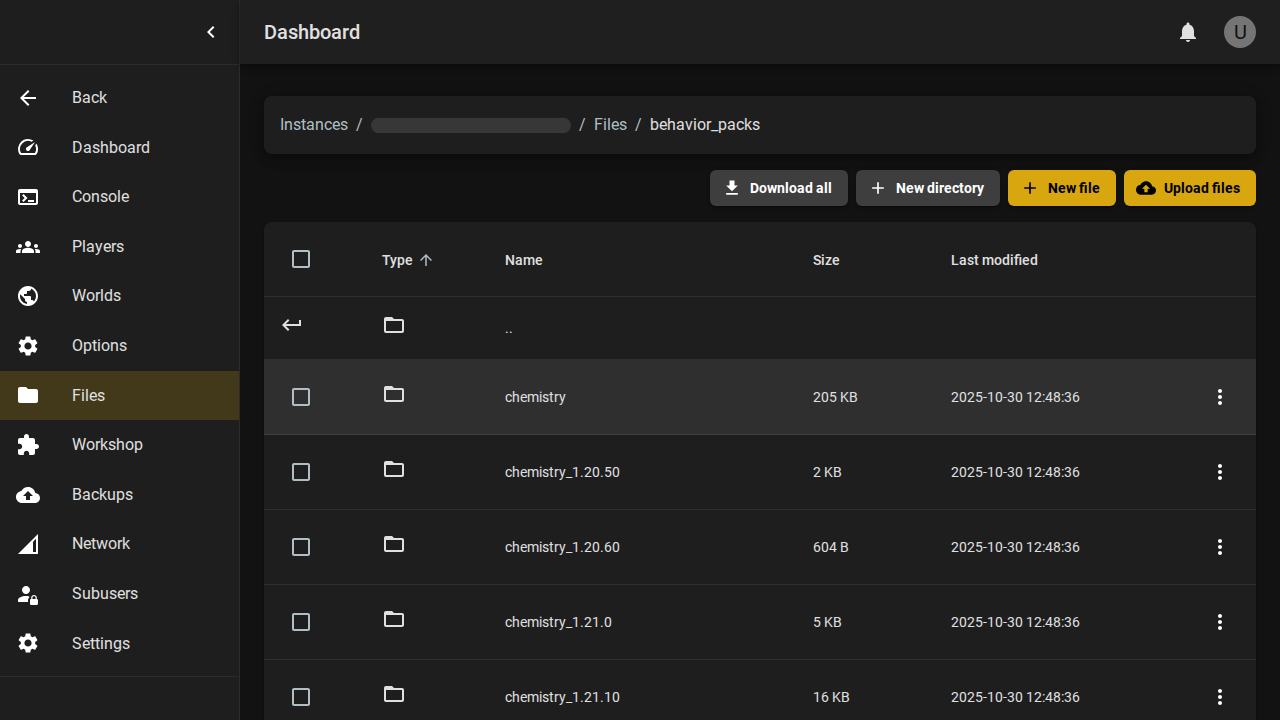 Dashboard
U
Back
Dashboard
Console
Players
Worlds
Options
Files
Workshop
Backups
Network
Subusers
Settings
Instances / / Files / behavior_packs
Download all
New directory
New file
Upload files
Type Name Size Last modified
..
chemistry 205 KB 2025-10-30 12:48:36
chemistry_1.20.50 2 KB 2025-10-30 12:48:36
chemistry_1.20.60 604 B 2025-10-30 12:48:36
chemistry_1.21.0 5 KB 2025-10-30 12:48:36
chemistry_1.21.10 16 KB 2025-10-30 12:48:36